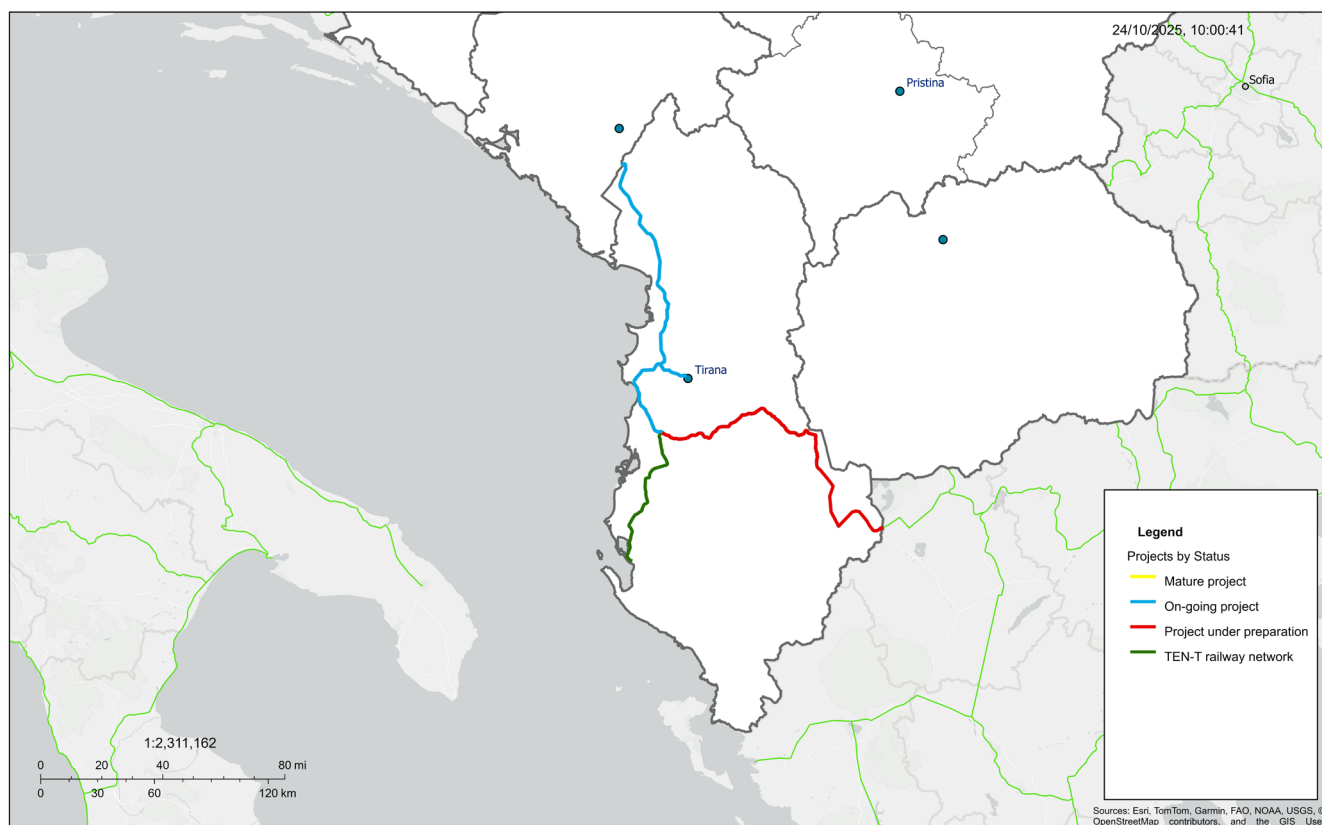 24/10/2025, 10:00:41
Pristina
Sofia
Tirana
Legend
Projects by Status
Mature project
On-going project
Project under preparation
TEN-T railway network
1:2,311,162
0 20 40 80 mi
0 30 60 120 km
Sources: Esri, TomTom, Garmin, FAO, NOAA, USGS, ©
OpenStreetMap contributors, and the GIS User